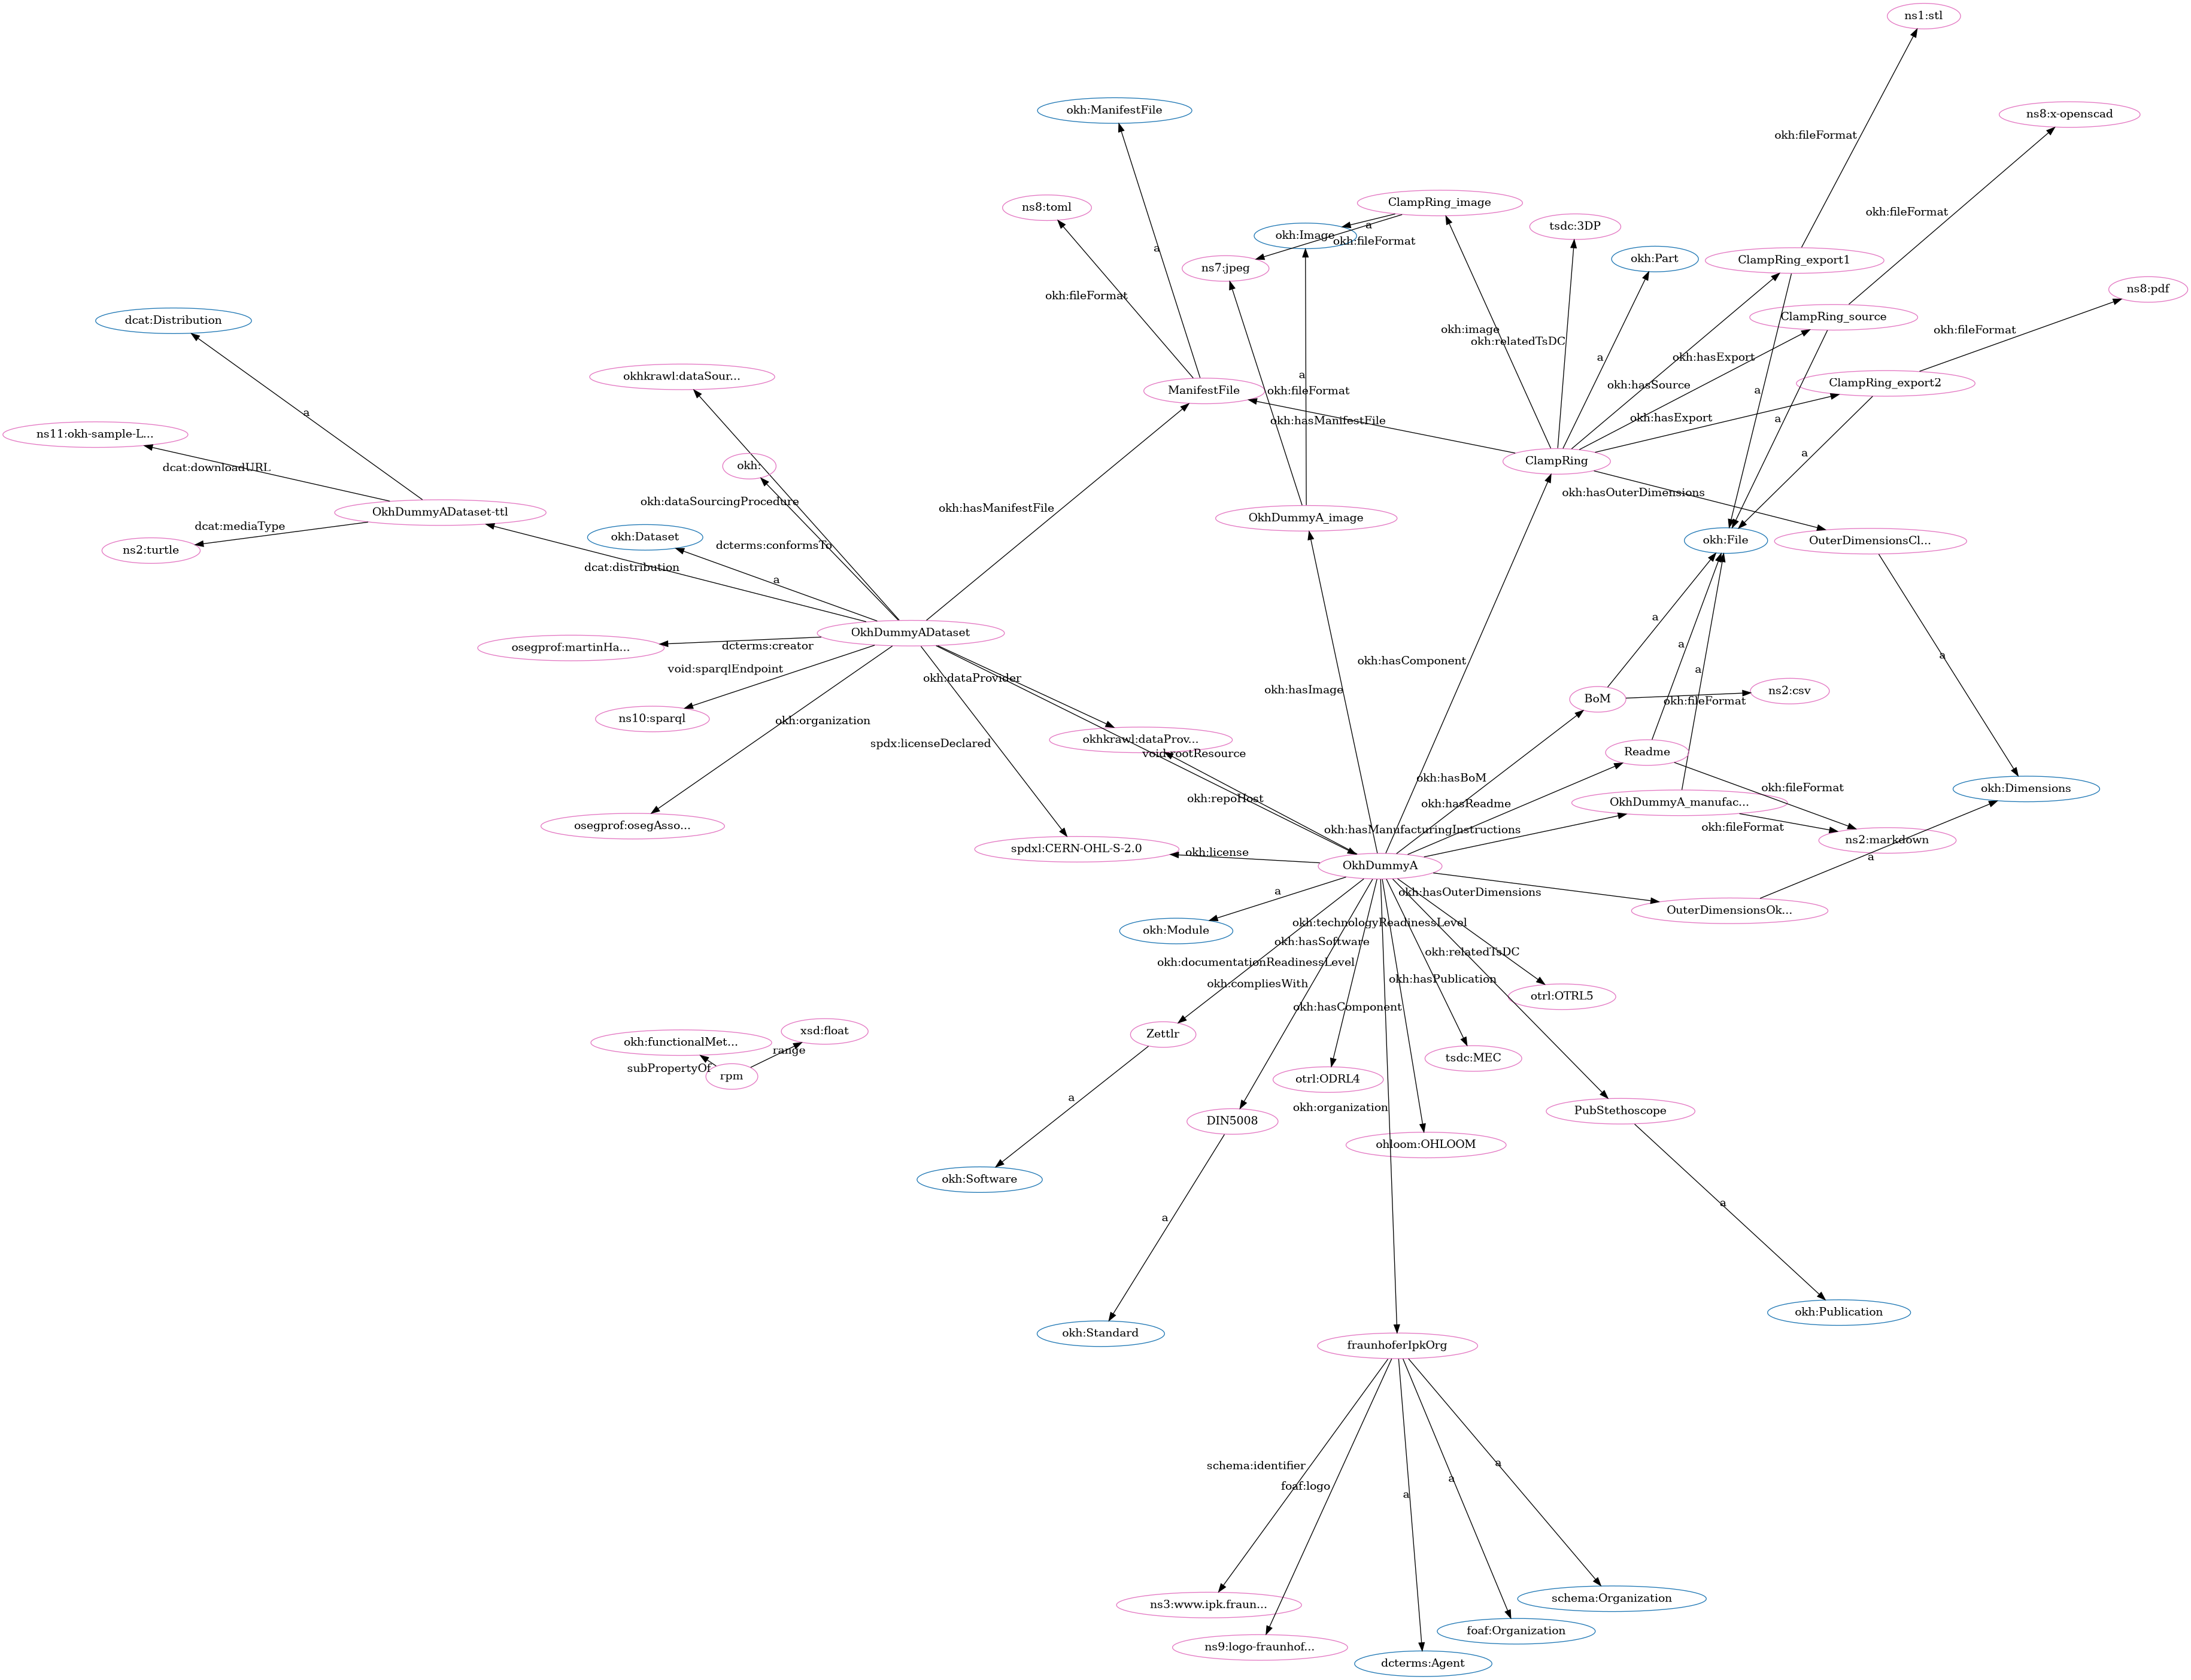 ns1:stl
okh:ManifestFile
ns8:x-openscad
okh:fileFormat
ns8:toml
ClampRing_image
okh:fileFormat
tsdc:3DP
a
okh:Image
okh:fileFormat
a
okh:Part
ClampRing_export1
ns7:jpeg
ns8:pdf
okh:fileFormat
dcat:Distribution
ClampRing_source
okh:image
okh:fileFormat
okh:relatedTsDC
a
okh:hasExport
okhkrawl:dataSour...
a
ManifestFile
okh:fileFormat
okh:hasSource
a
ClampRing_export2
a
okh:hasManifestFile
okh:hasExport
a
ns11:okh-sample-L...
a
dcat:downloadURL
okh:
ClampRing
okh:dataSourcingProcedure
okh:hasManifestFile
okh:hasOuterDimensions
OkhDummyADataset-ttl
OkhDummyA_image
dcat:mediaType
ns2:turtle
okh:Dataset
dcterms:conformsTo
okh:File
OuterDimensionsCl...
dcat:distribution
a
a
OkhDummyADataset
osegprof:martinHa...
dcterms:creator
a
a
void:sparqlEndpoint
okh:dataProvider
okh:hasComponent
a
okh:hasImage
BoM
ns2:csv
okh:fileFormat
ns10:sparql
okh:organization
spdx:licenseDeclared
okhkrawl:dataProv...
void:rootResource
Readme
okh:hasBoM
okh:fileFormat
okh:Dimensions
okh:repoHost
okh:hasReadme
OkhDummyA_manufac...
osegprof:osegAsso...
okh:hasManufacturingInstructions
okh:fileFormat
ns2:markdown
spdxl:CERN-OHL-S-2.0
okh:license
OkhDummyA
a
a
okh:hasOuterDimensions
OuterDimensionsOk...
okh:Module
okh:technologyReadinessLevel
okh:hasSoftware
okh:relatedTsDC
okh:documentationReadinessLevel
okh:compliesWith
okh:hasPublication
otrl:OTRL5
okh:hasComponent
xsd:float
Zettlr
okh:functionalMet...
range
subPropertyOf
rpm
tsdc:MEC
otrl:ODRL4
a
okh:organization
DIN5008
PubStethoscope
ohloom:OHLOOM
okh:Software
a
a
okh:Publication
okh:Standard
fraunhoferIpkOrg
schema:identifier
a
a
foaf:logo
a
schema:Organization
ns3:www.ipk.fraun...
foaf:Organization
ns9:logo-fraunhof...
dcterms:Agent